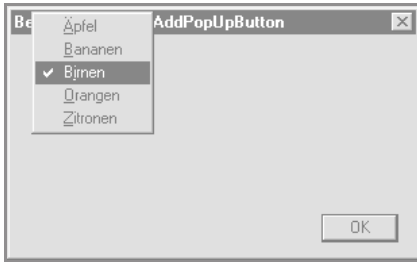 Be AddPopUpButton
Äpfel
Bananen
Birnen
Orangen
Zitronen
OK